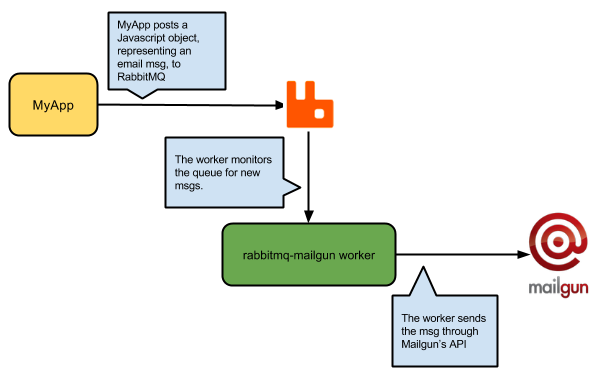 MyApp posts a
Javascript object,
representing an
email msg, to
RabbitMQ
MyApp
The worker monitors
the queue for new
msgs.
rabbitmq-mailgun worker
mailgun
The worker sends
the msg through
Mailgun's API